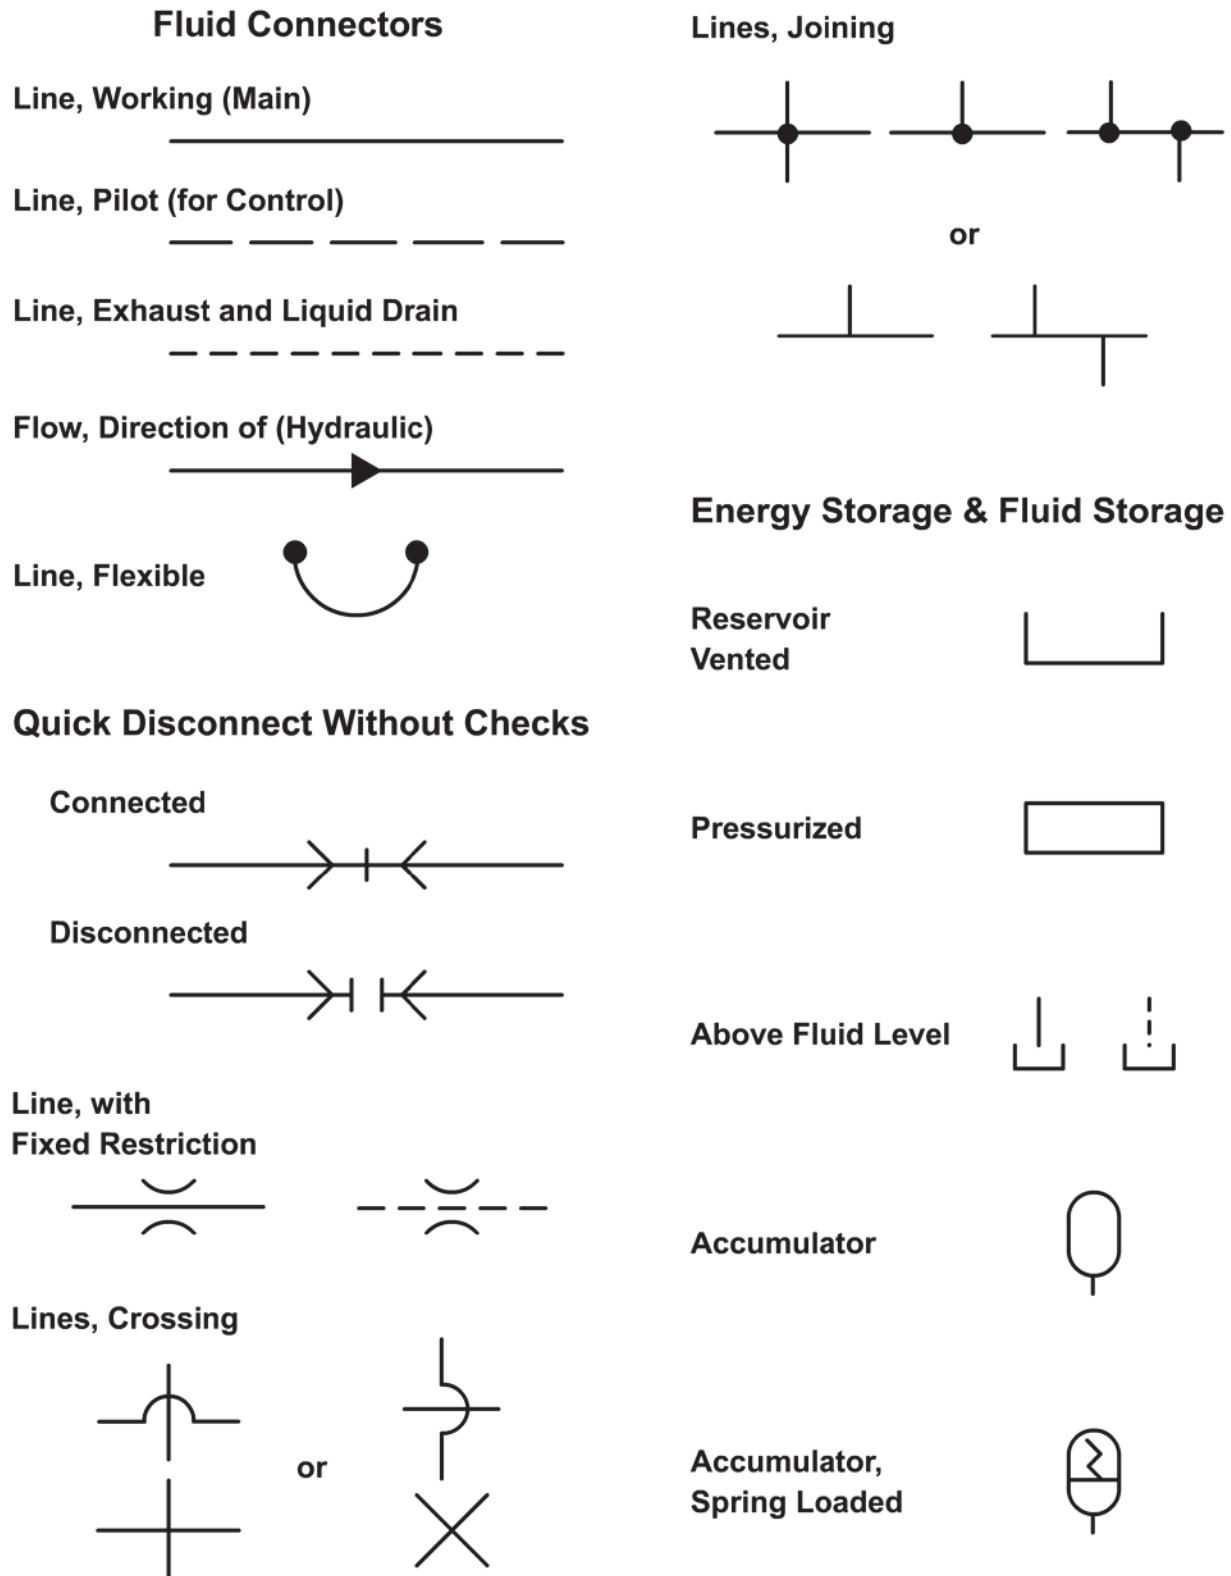 Fluid Connectors
Line, Working (Main)
Line, Pilot (for Control)
Line, Exhaust and Liquid Drain
Flow, Direction of (Hydraulic)
Line, Flexible
Quick Disconnect Without Checks
Connected
Disconnected
Line, with
Fixed Restriction
Lines, Crossing
or
Lines, Joining
or
Energy Storage & Fluid Storage
Reservoir
Vented
Pressurized
Above Fluid Level
Accumulator
Accumulator,
Spring Loaded